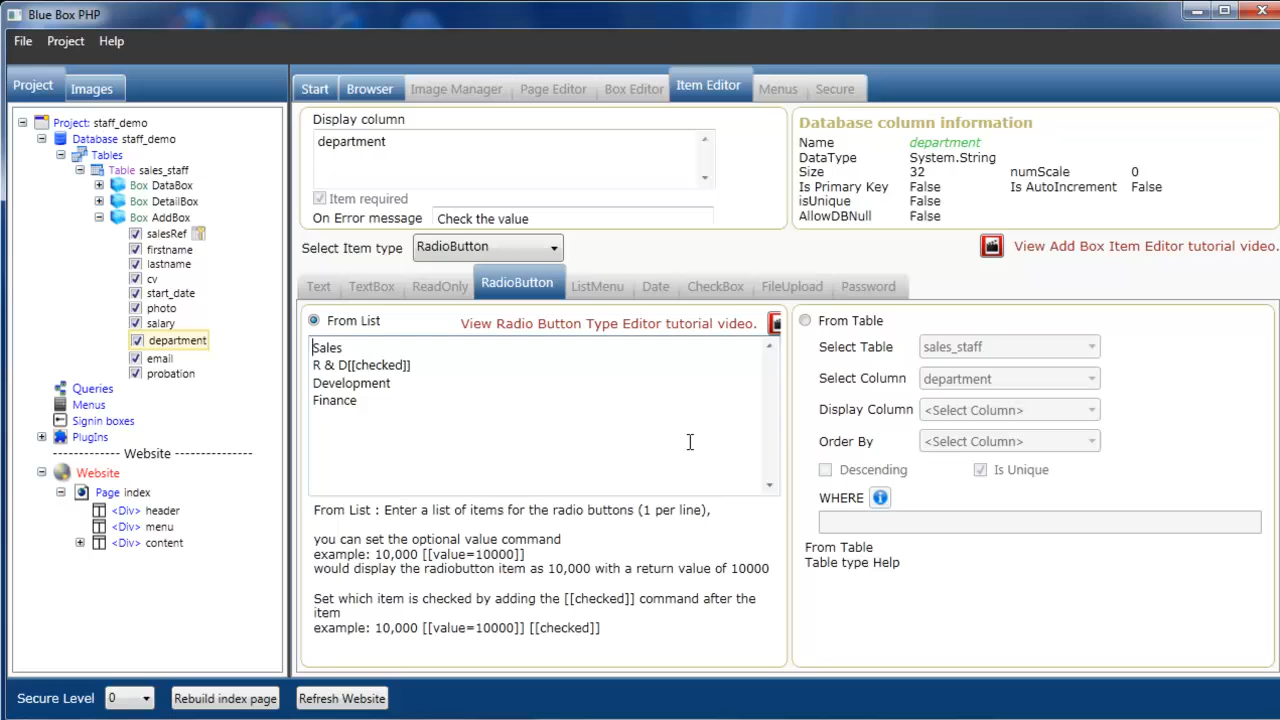 Blue Box PHP
File Project Help
Project Images
Start Browser Image Manager Page Editor Box Editor Item Editor Menus Secure
Project: staff_demo
Database staff_demo
Tables
Table sales_staff
Box DataBox
Box DetailBox
Box AddBox
salesRef
firstname
lastname
cv
start_date
photo
salary
department
email
probation
Queries
Menus
Signin boxes
PlugIns
------------ Website ---------------
Website
Page index
<Div> header
<Div> menu
<Div> content
Display column
department
Item required
On Error message Check the value
Database column information
Name department
DataType System.String
Size 32 numScale 0
Is Primary Key False Is AutoIncrement False
isUnique False
AllowDBNull False
Select Item type RadioButton
View Add Box Item Editor tutorial video.
Text TextBox ReadOnly RadioButton ListMenu Date CheckBox FileUpload Password
From List View Radio Button Type Editor tutorial video.
Sales
R & D[[checked]]
Development
Finance
From List : Enter a list of items for the radio buttons (1 per line),
you can set the optional value command
example: 10,000 [[value=10000]]
would display the radiobutton item as 10,000 with a return value of 10000
Set which item is checked by adding the [[checked]] command after the
item
example: 10,000 [[value=10000]] [[checked]]
From Table
Select Table sales_staff
Select Column department
Display Column <Select Column>
Order By <Select Column>
Descending Is Unique
WHERE
From Table
Table type Help
Secure Level 0 Rebuild index page Refresh Website